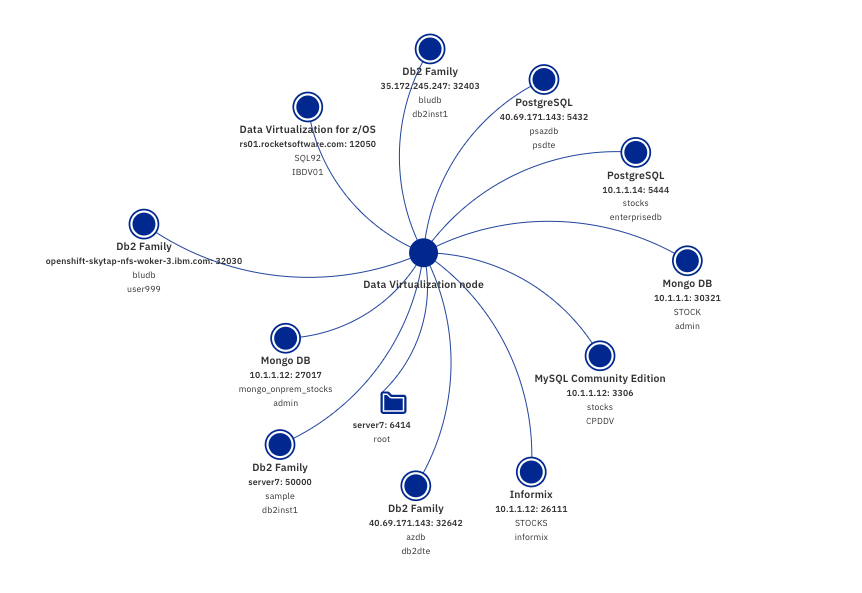 Db2 Family
35.172.245.247: 32403
bludb
db2inst1
PostgreSQL
40.69.171.143: 5432
psazdb
psdte
Data Virtualization for z/OS
rs01.rocketsoftware.com: 12050
SQL92
IBDV01
PostgreSQL
10.1.1.14: 5444
stocks
enterprisedb
Db2 Family
openshift-skytap-nfs-woker-3.ibm.com: 32030
bludb
user999
Data Virtualization node
Mongo DB
10.1.1.1: 30321
STOCK
admin
Mongo DB
10.1.1.12: 27017
mongo_onprem_stocks
admin
MySQL Community Edition
10.1.1.12: 3306
stocks
CPDDV
server7: 6414
root
Db2 Family
server7: 50000
sample
db2inst1
Db2 Family
40.69.171.143: 32642
azdb
db2dte
Informix
10.1.1.12: 26111
STOCKS
informix